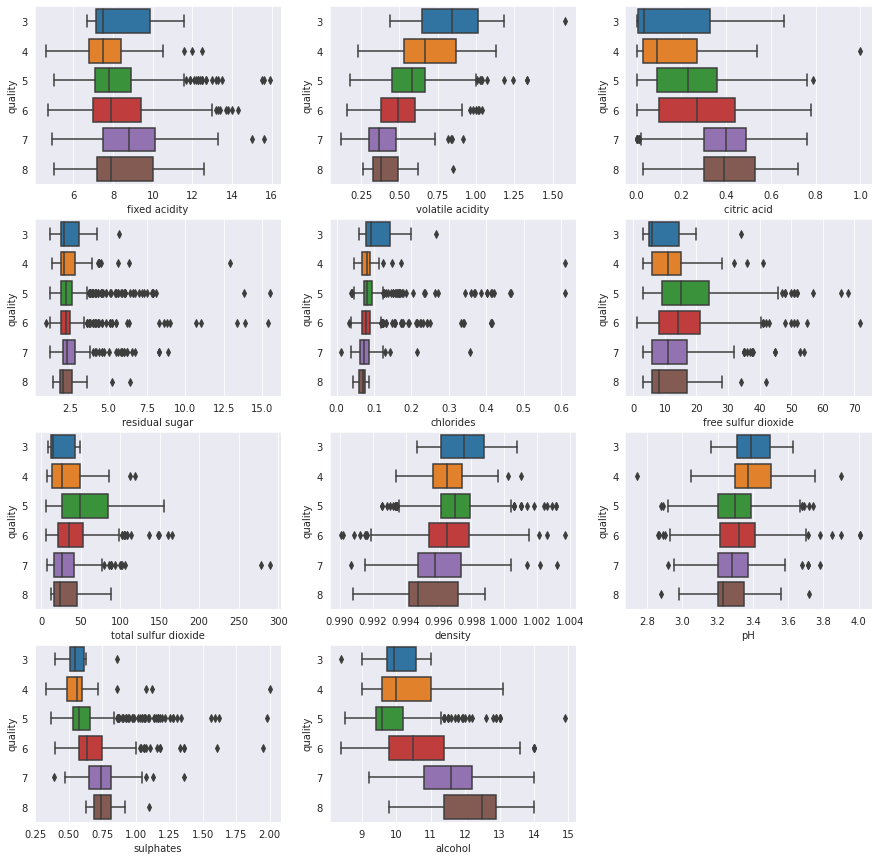 quality
3
4
5
6
7
8
6 8 10 12 14 16
fixed acidity
quality
3
4
5
6
7
8
0.25 0.50 0.75 1.00 1.25 1.50
volatile acidity
quality
3
4
5
6
7
8
0.0 0.2 0.4 0.6 0.8 1.0
citric acid
quality
3
4
5
6
7
8
2.5 5.0 7.5 10.0 12.5 15.0
residual sugar
quality
3
4
5
6
7
8
0.0 0.1 0.2 0.3 0.4 0.5 0.6
chlorides
quality
3
4
5
6
7
8
0 10 20 30 40 50 60 70
free sulfur dioxide
quality
3
4
5
6
7
8
0 50 100 150 200 250 300
total sulfur dioxide
quality
3
4
5
6
7
8
0.990 0.992 0.994 0.996 0.998 1.000 1.002 1.004
density
quality
3
4
5
6
7
8
2.8 3.0 3.2 3.4 3.6 3.8 4.0
pH
quality
3
4
5
6
7
8
0.25 0.50 0.75 1.00 1.25 1.50 1.75 2.00
sulphates
quality
3
4
5
6
7
8
9 10 11 12 13 14 15
alcohol